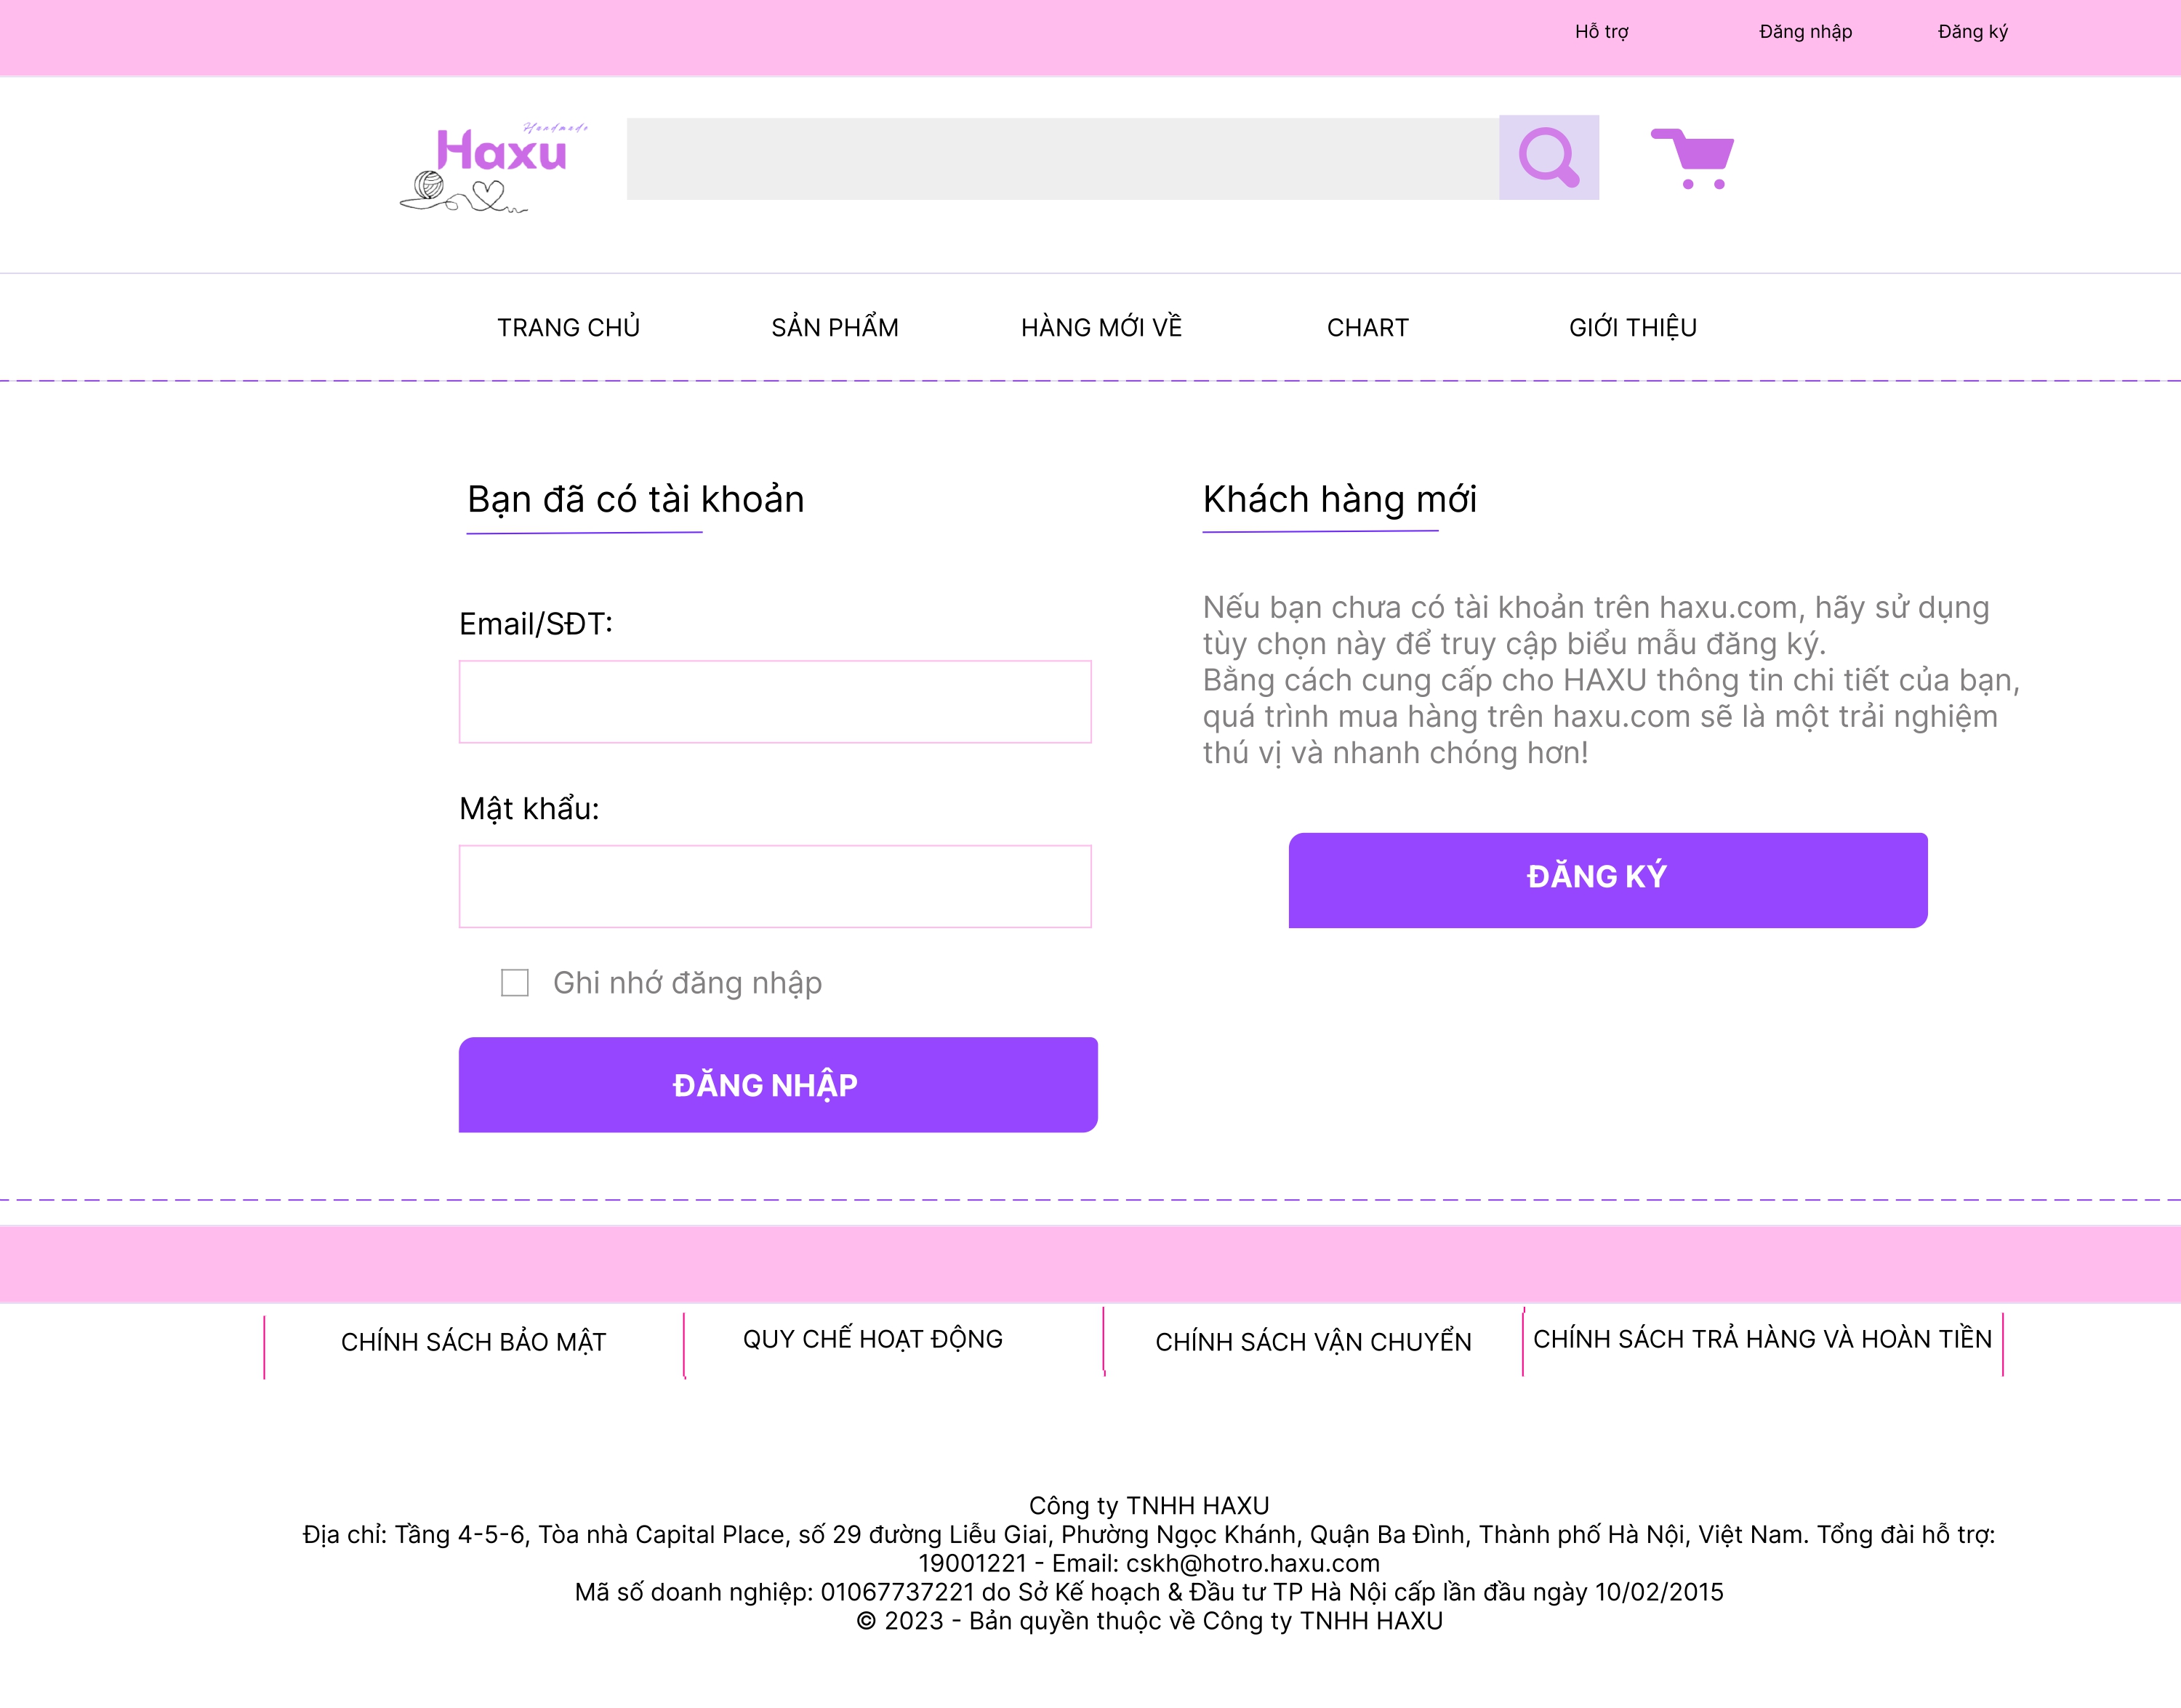 Hỗ trợ Đăng nhập Đăng ký
Handmade
Haxu
TRANG CHỦ SẢN PHẨM HÀNG MỚI VỀ CHART GIỚI THIỆU
Bạn đã có tài khoản
Email/SĐT:
Mật khẩu:
Ghi nhớ đăng nhập
ĐĂNG NHẬP
Khách hàng mới
Nếu bạn chưa có tài khoản trên haxu.com, hãy sử dụng
tùy chọn này để truy cập biểu mẫu đăng ký.
Bằng cách cung cấp cho HAXU thông tin chi tiết của bạn,
quá trình mua hàng trên haxu.com sẽ là một trải nghiệm
thú vị và nhanh chóng hơn!
ĐĂNG KÝ
CHÍNH SÁCH BẢO MẬT QUY CHẾ HOẠT ĐỘNG CHÍNH SÁCH VẬN CHUYỂN CHÍNH SÁCH TRẢ HÀNG VÀ HOÀN TIỀN
Công ty TNHH HAXU
Địa chỉ: Tầng 4-5-6, Tòa nhà Capital Place, số 29 đường Liễu Giai, Phường Ngọc Khánh, Quận Ba Đình, Thành phố Hà Nội, Việt Nam. Tổng đài hỗ trợ:
19001221 - Email: cskh@hotro.haxu.com
Mã số doanh nghiệp: 01067737221 do Sở Kế hoạch & Đầu tư TP Hà Nội cấp lần đầu ngày 10/02/2015
© 2023 - Bản quyền thuộc về Công ty TNHH HAXU